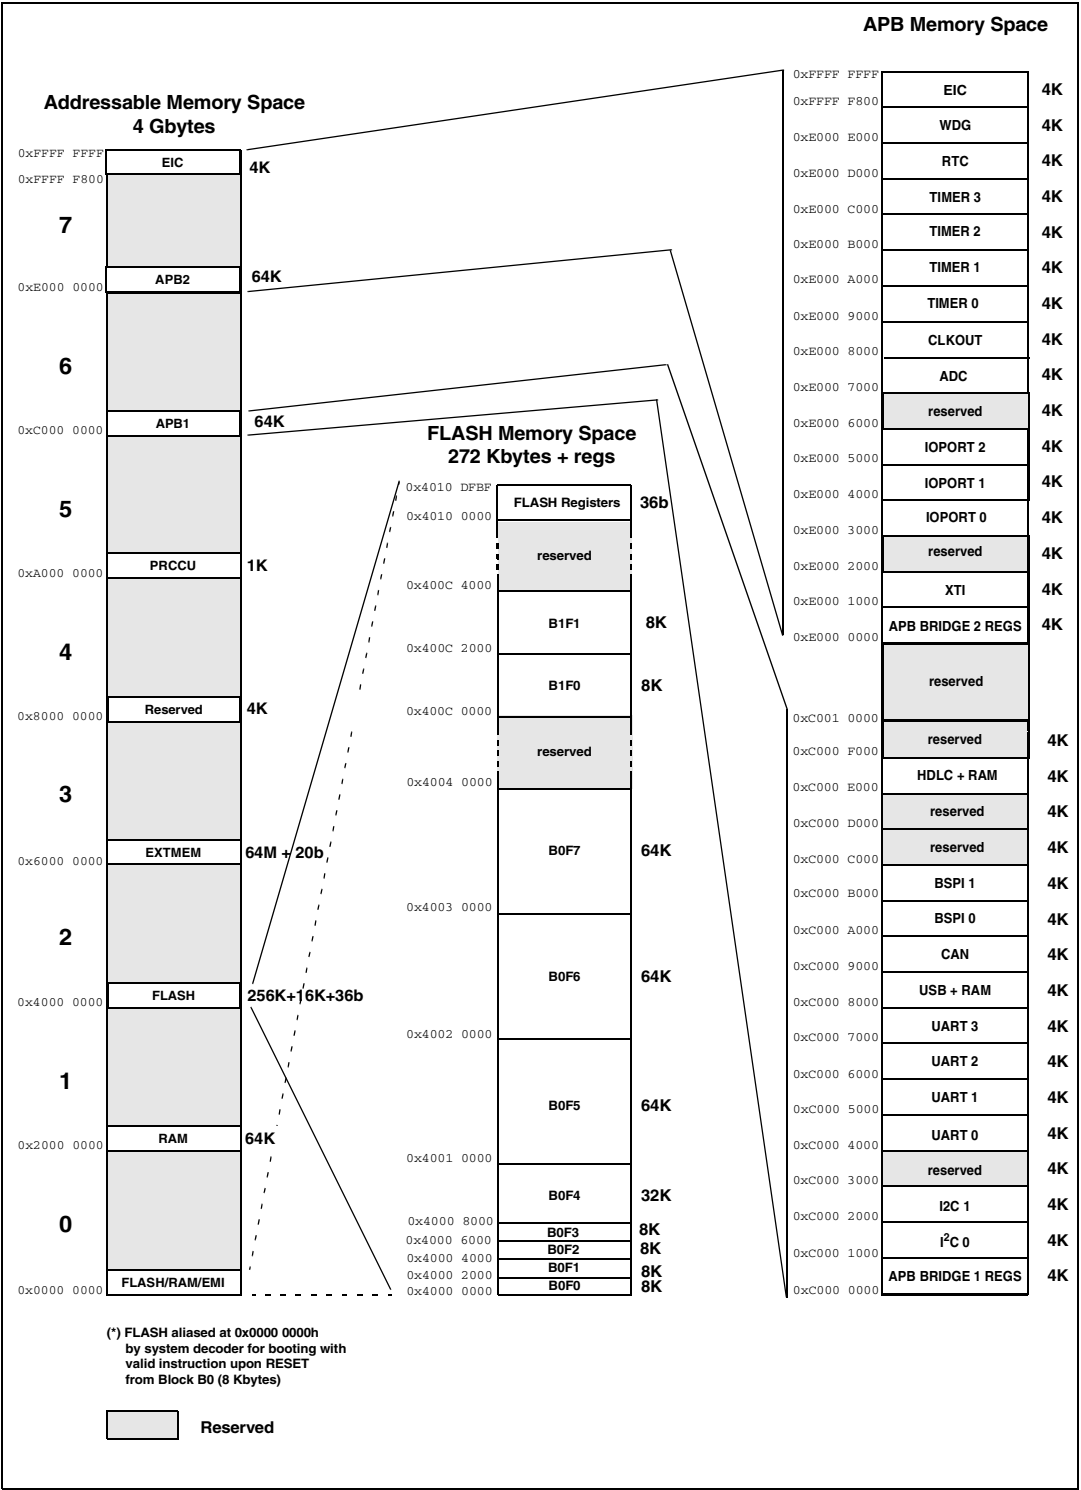 APB Memory Space
Addressable Memory Space
4 Gbytes
0xFFFF FFFF
EIC
4K
0xFFFF F800
7
APB2
64K
0xE000 0000
6
APB1
64K
0xC000 0000
5
PRCCU
1K
0xA000 0000
4
Reserved
4K
0x8000 0000
3
EXTMEM
64M + 20b
0x6000 0000
2
FLASH
256K+16K+36b
0x4000 0000
1
RAM
64K
0x2000 0000
0
FLASH/RAM/EMI
0x0000 0000
FLASH Memory Space
272 Kbytes + regs
0x4010 DFBF
FLASH Registers
36b
0x4010 0000
reserved
0x400C 4000
B1F1
8K
0x400C 2000
B1F0
8K
0x400C 0000
reserved
0x4004 0000
B0F7
64K
0x4003 0000
B0F6
64K
0x4002 0000
B0F5
64K
0x4001 0000
B0F4
32K
0x4000 8000
B0F3
8K
0x4000 6000
B0F2
8K
0x4000 4000
B0F1
8K
0x4000 2000
B0F0
8K
0x4000 0000
0xFFFF FFFF
EIC
4K
0xFFFF F800
WDG
4K
0xE000 E000
RTC
4K
0xE000 D000
TIMER 3
4K
0xE000 C000
TIMER 2
4K
0xE000 B000
TIMER 1
4K
0xE000 A000
TIMER 0
4K
0xE000 9000
CLKOUT
4K
0xE000 8000
ADC
4K
0xE000 7000
reserved
4K
0xE000 6000
IOPORT 2
4K
0xE000 5000
IOPORT 1
4K
0xE000 4000
IOPORT 0
4K
0xE000 3000
reserved
4K
0xE000 2000
XTI
4K
0xE000 1000
APB BRIDGE 2 REGS
4K
0xE000 0000
reserved
0xC001 0000
reserved
4K
0xC000 F000
HDLC + RAM
4K
0xC000 E000
reserved
4K
0xC000 D000
reserved
4K
0xC000 C000
BSPI 1
4K
0xC000 B000
BSPI 0
4K
0xC000 A000
CAN
4K
0xC000 9000
USB + RAM
4K
0xC000 8000
UART 3
4K
0xC000 7000
UART 2
4K
0xC000 6000
UART 1
4K
0xC000 5000
UART 0
4K
0xC000 4000
reserved
4K
0xC000 3000
I2C 1
4K
0xC000 2000
I²C 0
4K
0xC000 1000
APB BRIDGE 1 REGS
4K
0xC000 0000
(*) FLASH aliased at 0x0000 0000h
by system decoder for booting with
valid instruction upon RESET
from Block B0 (8 Kbytes)
Reserved